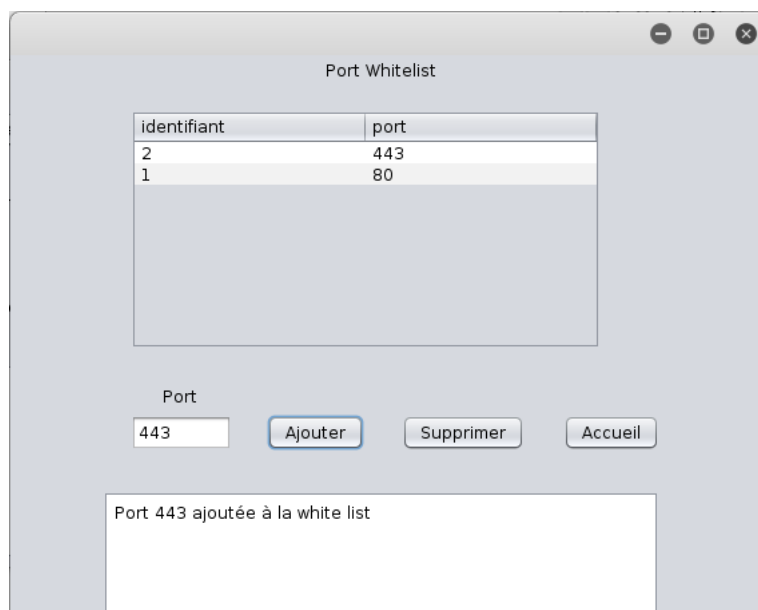 Port Whitelist
identifiant port
2 443
1 80
Port
443 Ajouter Supprimer Accueil
Port 443 ajoutée à la white list